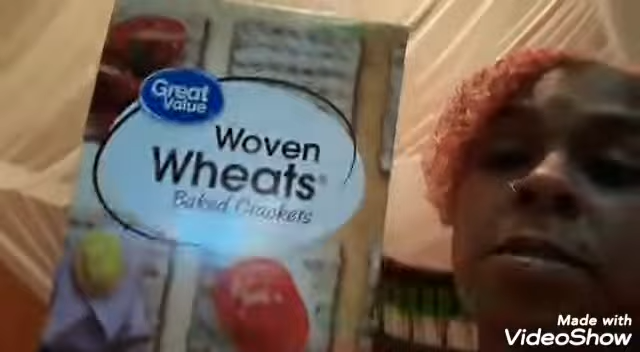 Great
Value
Woven
Wheats
Baked Crackers
Made with
VideoShow